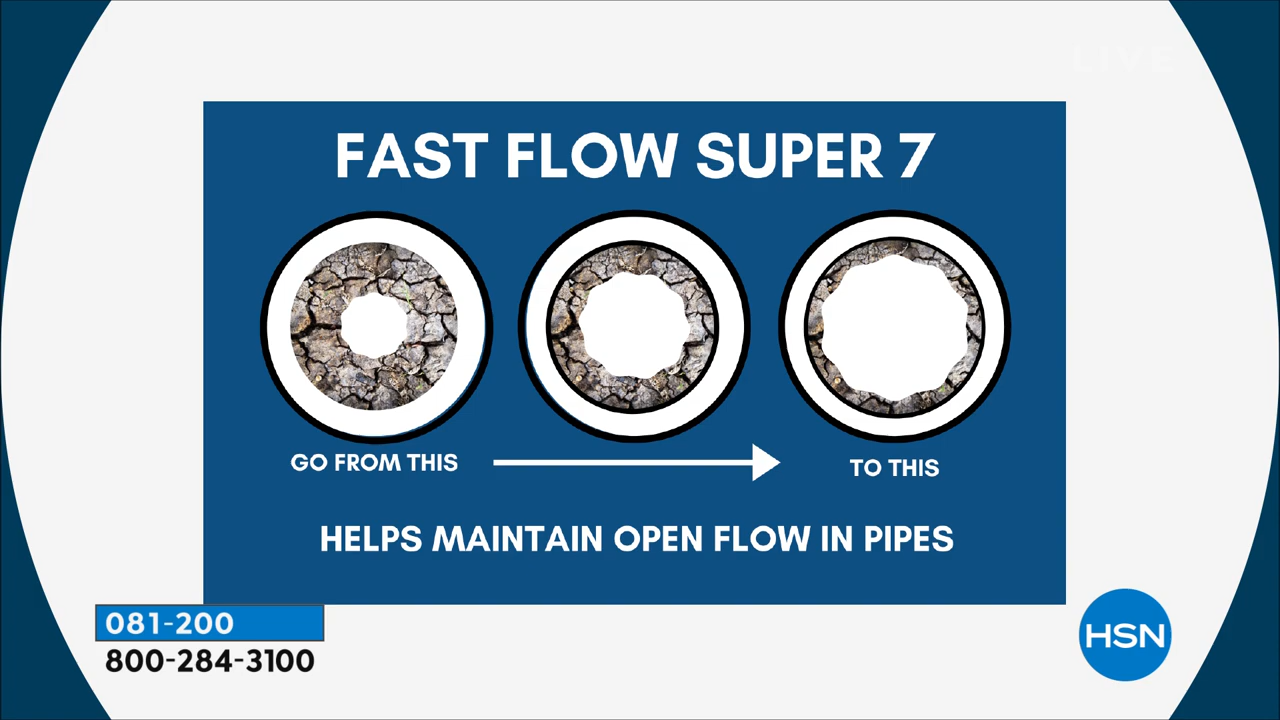 LIVE
FAST FLOW SUPER 7
GO FROM THIS
TO THIS
HELPS MAINTAIN OPEN FLOW IN PIPES
081-200
800-284-3100
HSN